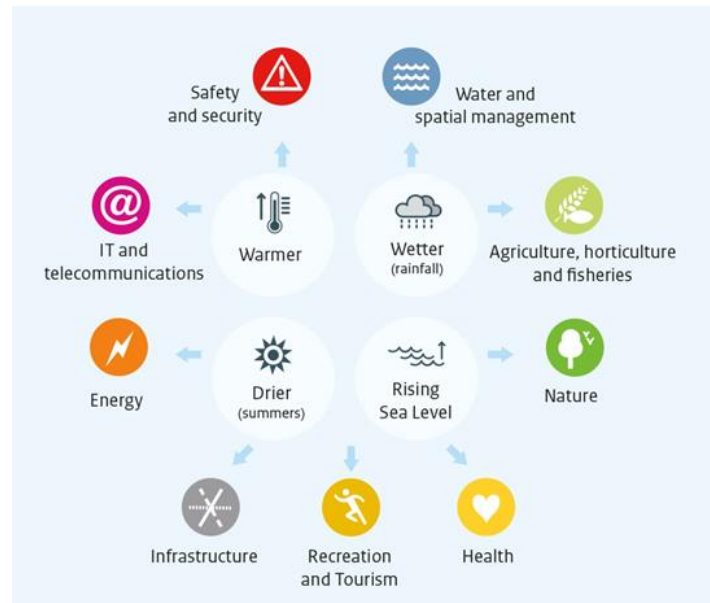 Safety
and security
Water and
spatial management
@
IT and
telecommunications
Warmer
Wetter
(rainfall)
Agriculture, horticulture
and fisheries
Energy
Drier
(summers)
Rising
Sea Level
Nature
Infrastructure
Recreation
and Tourism
Health